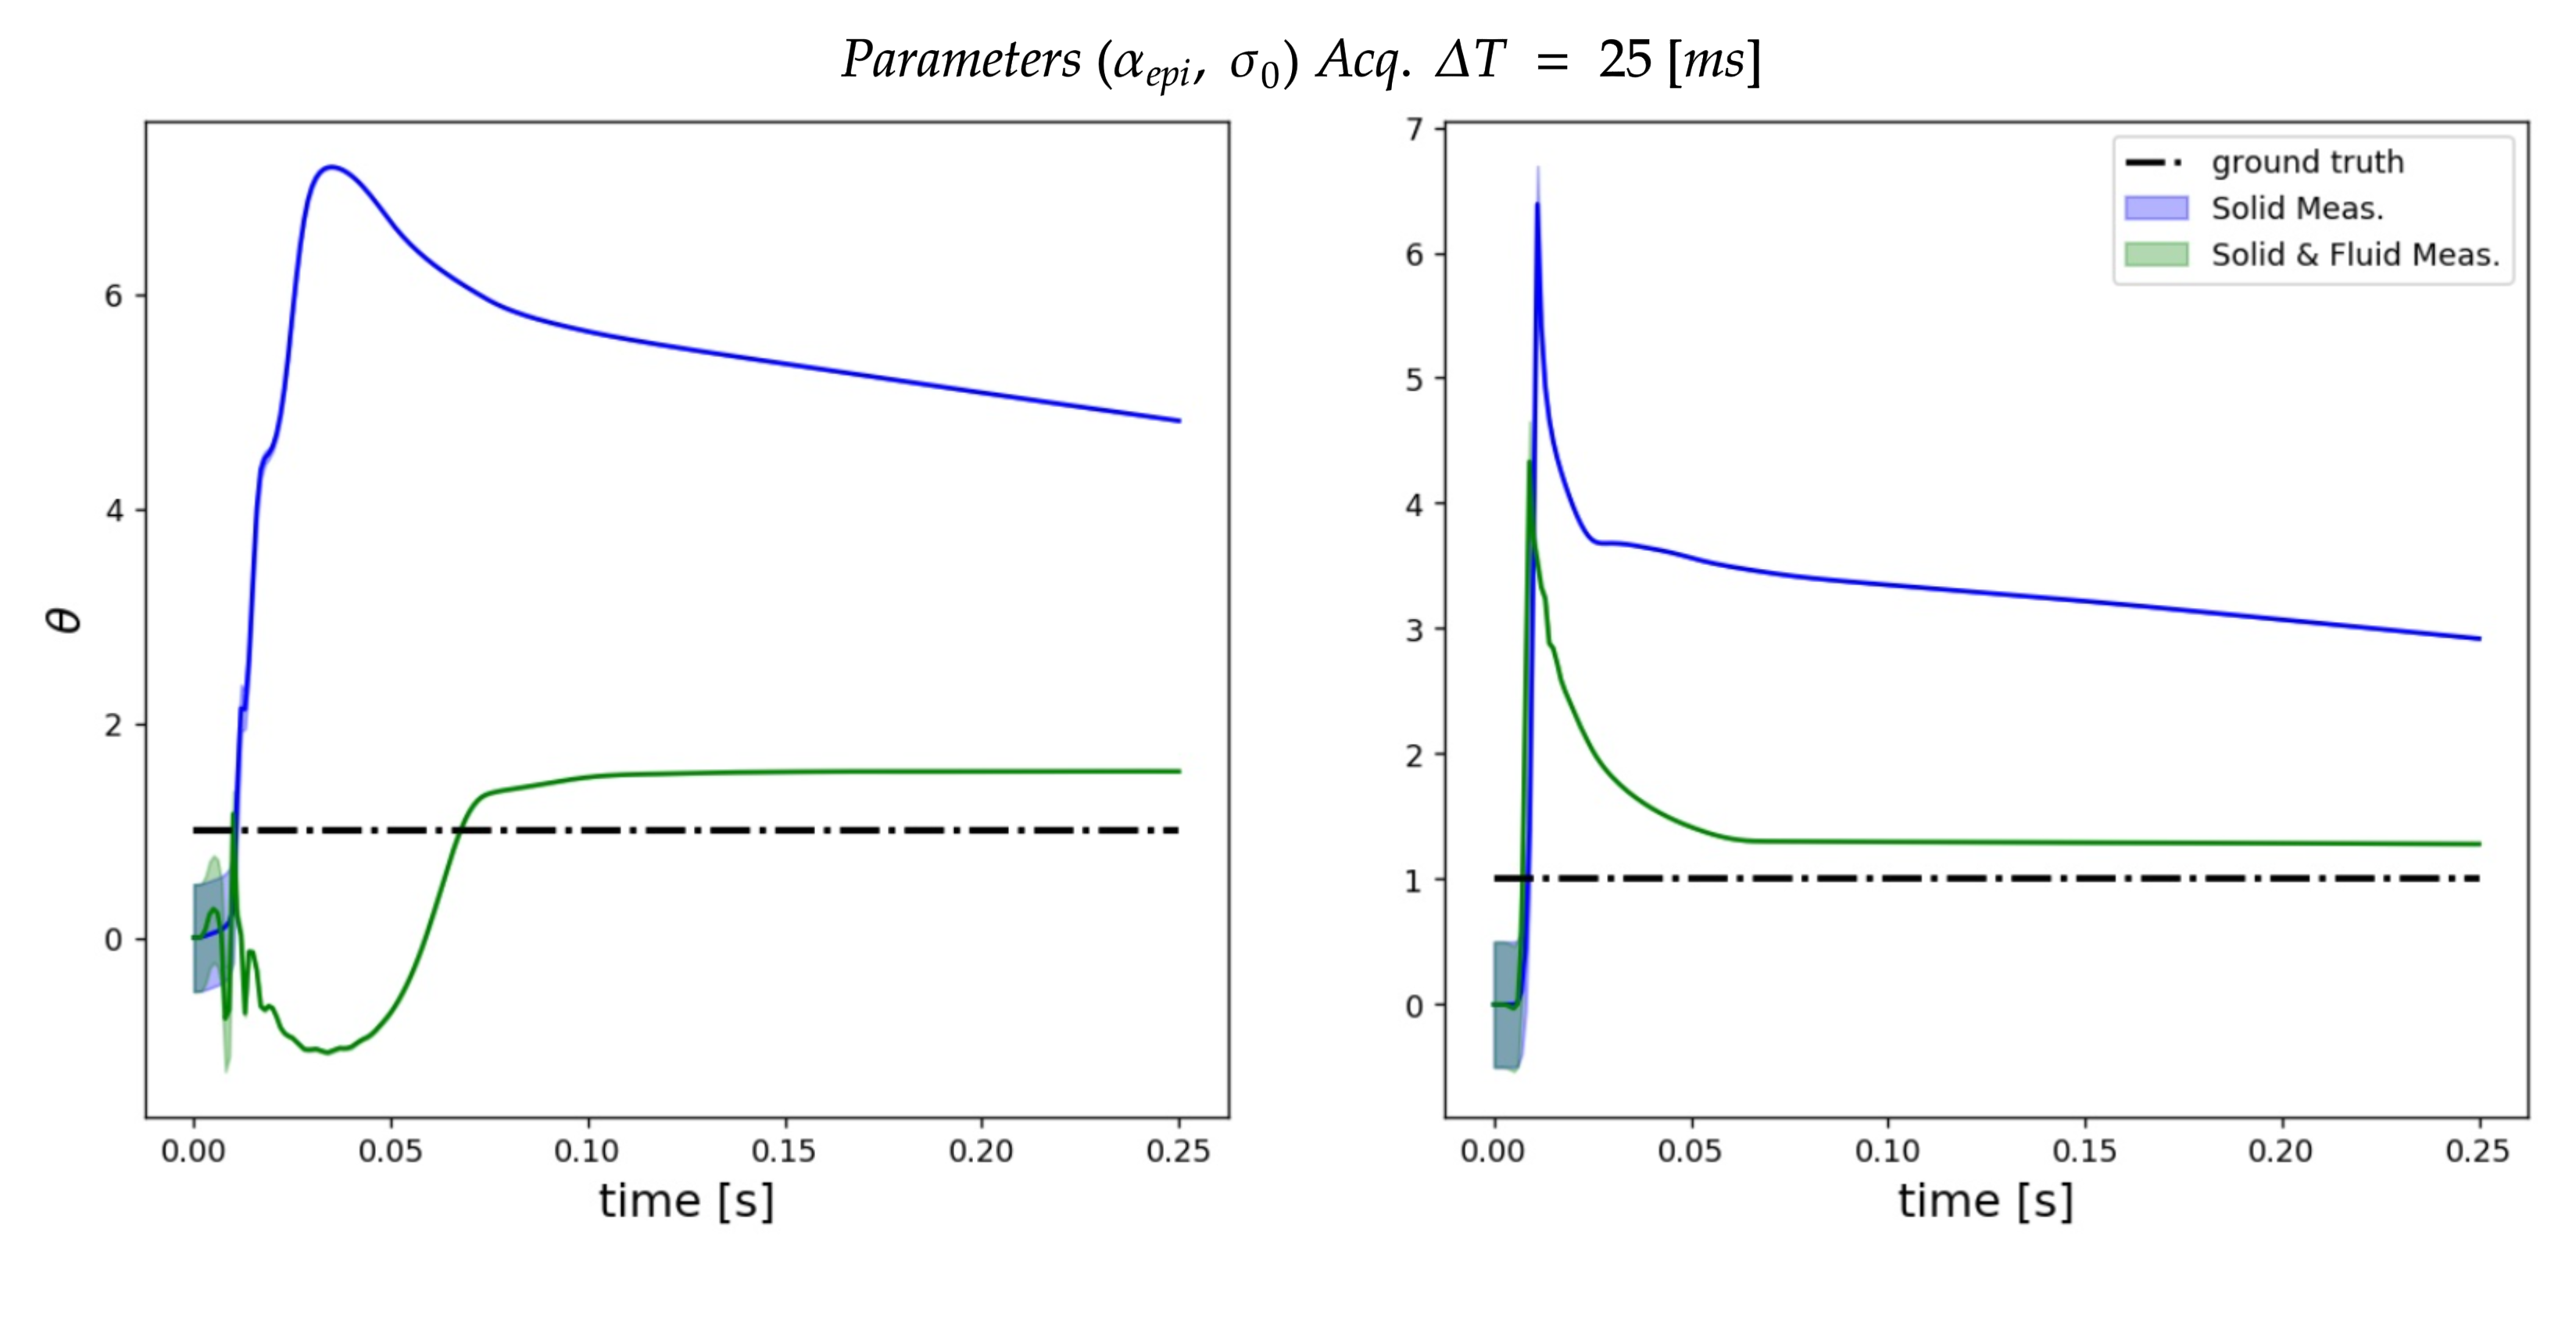 Parameters (αepi, σ0) Acq. ΔT = 25 [ms]
θ
6
4
2
0
0.00 0.05 0.10 0.15 0.20 0.25
time [s]
7
6
5
4
3
2
1
0
0.00 0.05 0.10 0.15 0.20 0.25
time [s]
ground truth
Solid Meas.
Solid & Fluid Meas.